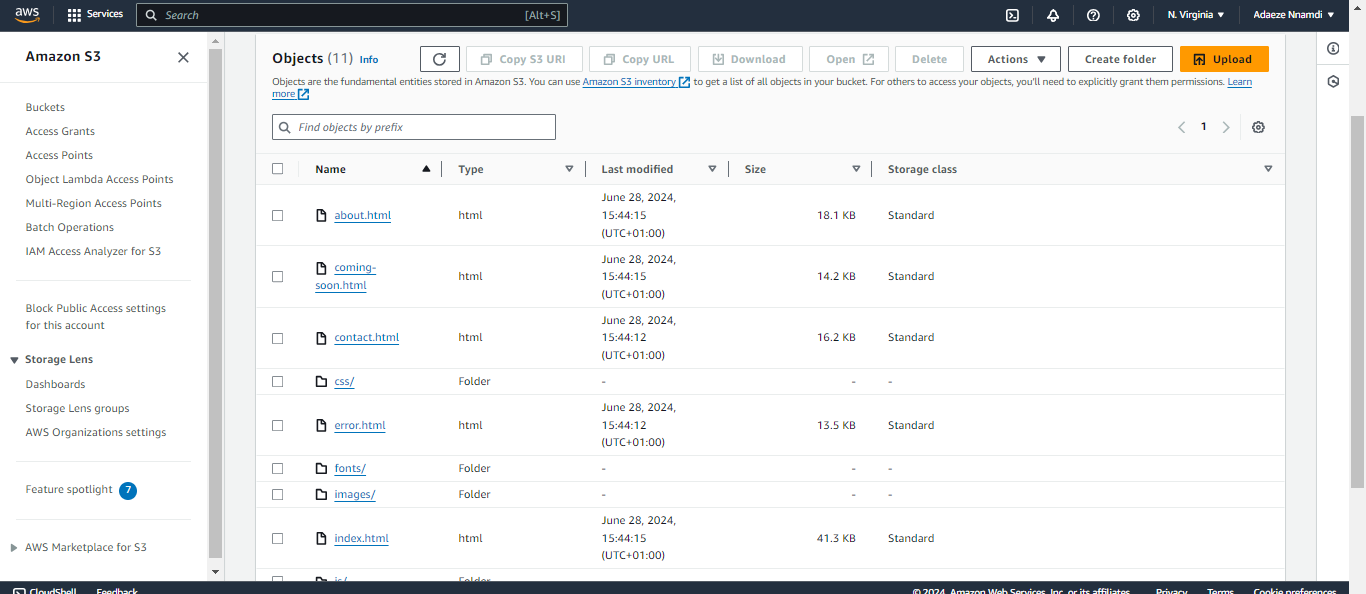 aws Services Search [Alt+S] N. Virginia Adaeze Nnamdi
Amazon S3
Buckets
Access Grants
Access Points
Object Lambda Access Points
Multi-Region Access Points
Batch Operations
IAM Access Analyzer for S3
Block Public Access settings
for this account
Storage Lens
Dashboards
Storage Lens groups
AWS Organizations settings
Feature spotlight 7
AWS Marketplace for S3
Objects (11) Info Copy S3 URI Copy URL Download Open Delete Actions Create folder Upload
Objects are the fundamental entities stored in Amazon S3. You can use Amazon S3 inventory to get a list of all objects in your bucket. For others to access your objects, you'll need to explicitly grant them permissions. Learn
more
Find objects by prefix 1
Name Type Last modified Size Storage class
June 28, 2024,
about.html html 15:44:15 18.1 KB Standard
(UTC+01:00)
June 28, 2024,
coming-
soon.html html 15:44:15 14.2 KB Standard
(UTC+01:00)
June 28, 2024,
contact.html html 15:44:12 16.2 KB Standard
(UTC+01:00)
css/ Folder - - -
June 28, 2024,
error.html html 15:44:12 13.5 KB Standard
(UTC+01:00)
fonts/ Folder - - -
images/ Folder - - -
June 28, 2024,
index.html html 15:44:15 41.3 KB Standard
(UTC+01:00)
js/ Folder
CloudShell Feedback © 2024, Amazon Web Services, Inc. or its affiliates. Privacy Terms Cookie preferences